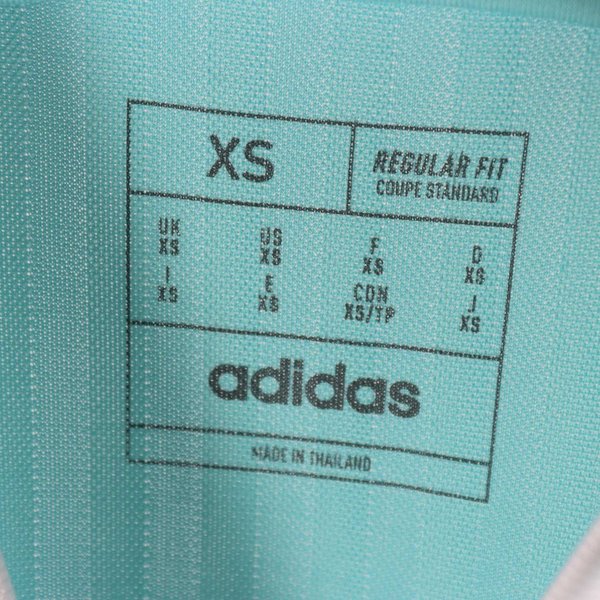 XS
REGULAR FIT
COUPE STANDARD
UK US F D
XS XS XS XS
I E CDN J
XS XS XS/TP XS
adidas
MADE IN THAILAND